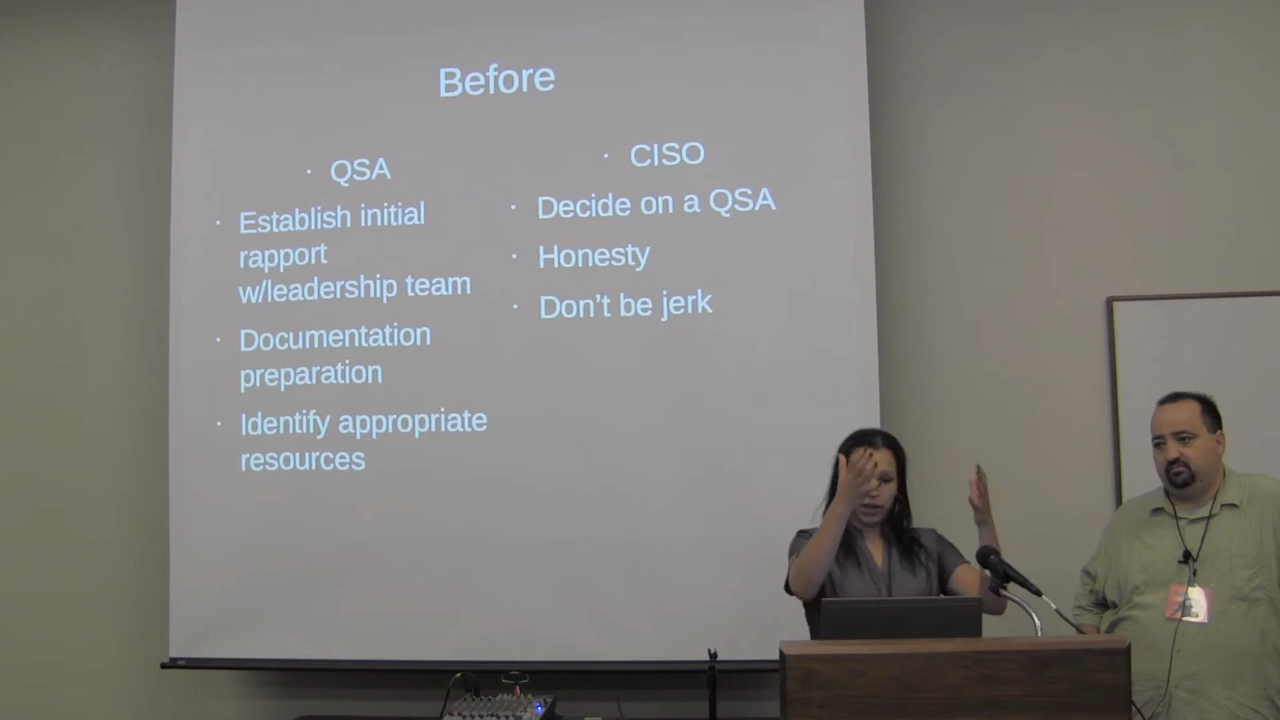 Before
· QSA
· Establish initial
rapport
w/leadership team
· Documentation
preparation
· Identify appropriate
resources
· CISO
· Decide on a QSA
· Honesty
· Don't be jerk